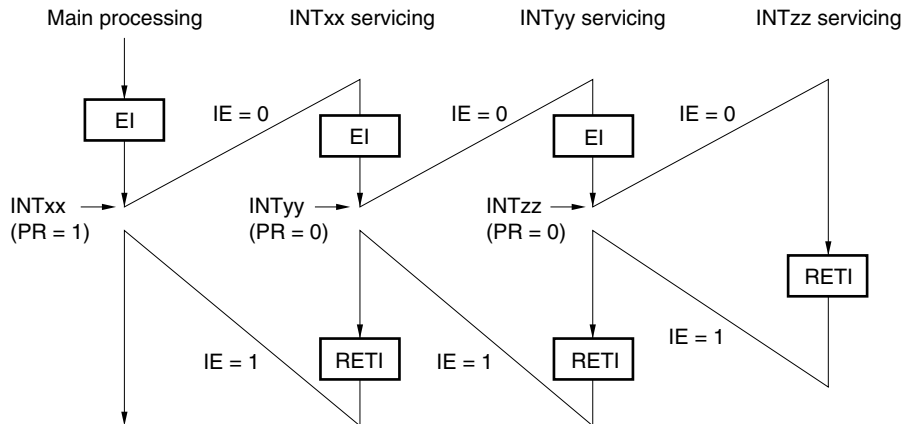 Main processing
INTxx servicing
INTyy servicing
INTzz servicing
EI
IE = 0
EI
IE = 0
EI
IE = 0
INTxx
(PR = 1)
INTyy
(PR = 0)
INTzz
(PR = 0)
RETI
IE = 1
RETI
IE = 1
RETI
IE = 1